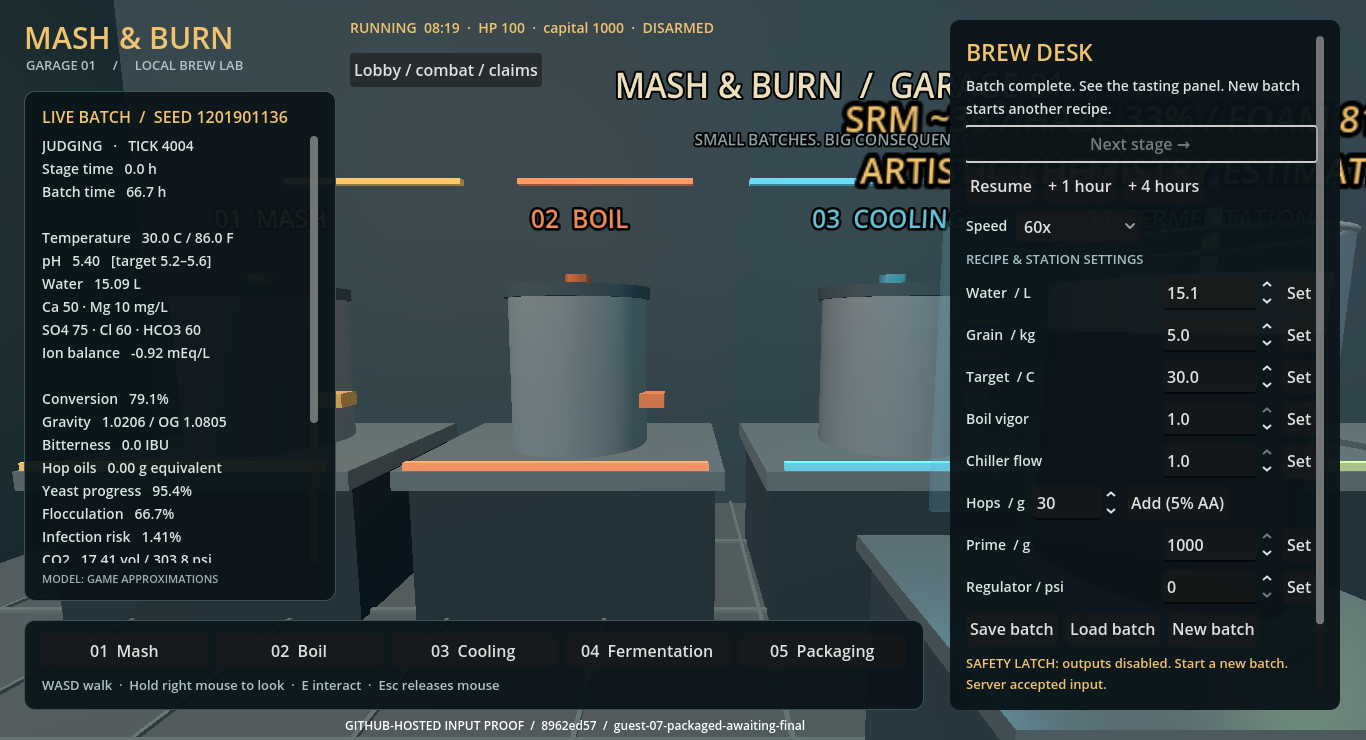 MASH & BURN
GARAGE 01 / LOCAL BREW LAB
RUNNING 08:19 · HP 100 · capital 1000 · DISARMED
Lobby / combat / claims
LIVE BATCH / SEED 1201901136
JUDGING · TICK 4004
Stage time 0.0 h
Batch time 66.7 h
Temperature 30.0 C / 86.0 F
pH 5.40 [target 5.2–5.6]
Water 15.09 L
Ca 50 · Mg 10 mg/L
SO4 75 · Cl 60 · HCO3 60
Ion balance -0.92 mEq/L
Conversion 79.1%
Gravity 1.0206 / OG 1.0805
Bitterness 0.0 IBU
Hop oils 0.00 g equivalent
Yeast progress 95.4%
Flocculation 66.7%
Infection risk 1.41%
CO2 17.41 vol / 303.8 psi
MODEL: GAME APPROXIMATIONS
MASH & BURN / GARAGE 01
SRM ~
SMALL BATCHES. BIG CONSEQUEN
01 MASH
02 BOIL
03 COOLING
BREW DESK
Batch complete. See the tasting panel. New batch
starts another recipe.
Next stage →
Resume + 1 hour + 4 hours
Speed 60x
RECIPE & STATION SETTINGS
Water / L 15.1 Set
Grain / kg 5.0 Set
Target / C 30.0 Set
Boil vigor 1.0 Set
Chiller flow 1.0 Set
Hops / g 30 Add (5% AA)
Prime / g 1000 Set
Regulator / psi 0 Set
Save batch Load batch New batch
SAFETY LATCH: outputs disabled. Start a new batch.
Server accepted input.
01 Mash 02 Boil 03 Cooling 04 Fermentation 05 Packaging
WASD walk · Hold right mouse to look · E interact · Esc releases mouse
GITHUB-HOSTED INPUT PROOF / 8962ed57 / guest-07-packaged-awaiting-final